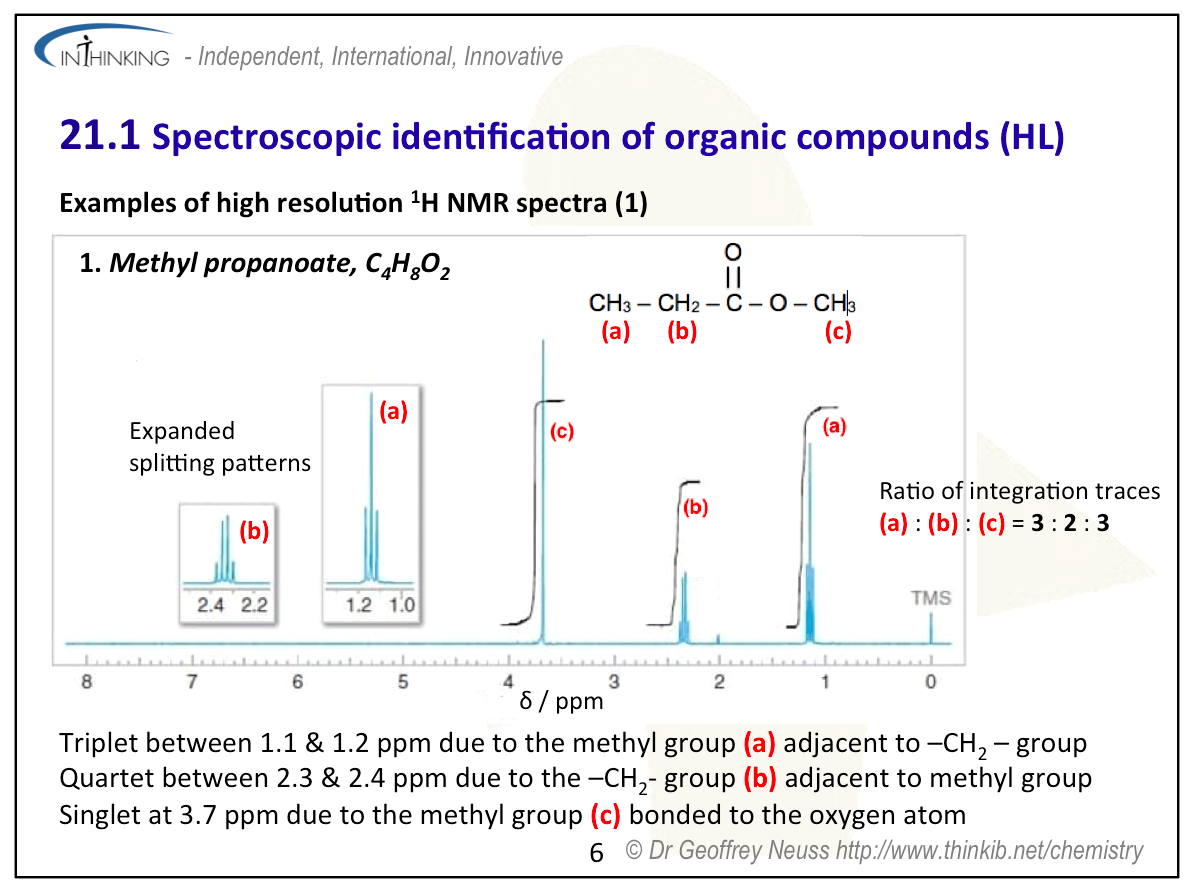 INTHINKING - Independent, International, Innovative
21.1 Spectroscopic identification of organic compounds (HL)
Examples of high resolution ¹H NMR spectra (1)
1. Methyl propanoate, C₄H₈O₂
O
||
CH₃ – CH₂ – C – O – CH₃
(a) (b) (c)
Expanded
splitting patterns
(b)
2.4 2.2
(a)
1.2 1.0
(c)
(b)
(a)
Ratio of integration traces
(a) : (b) : (c) = 3 : 2 : 3
TMS
8 7 6 5 4 3 2 1 0
δ / ppm
Triplet between 1.1 & 1.2 ppm due to the methyl group (a) adjacent to –CH₂ – group
Quartet between 2.3 & 2.4 ppm due to the –CH₂- group (b) adjacent to methyl group
Singlet at 3.7 ppm due to the methyl group (c) bonded to the oxygen atom
6 © Dr Geoffrey Neuss http://www.thinkib.net/chemistry